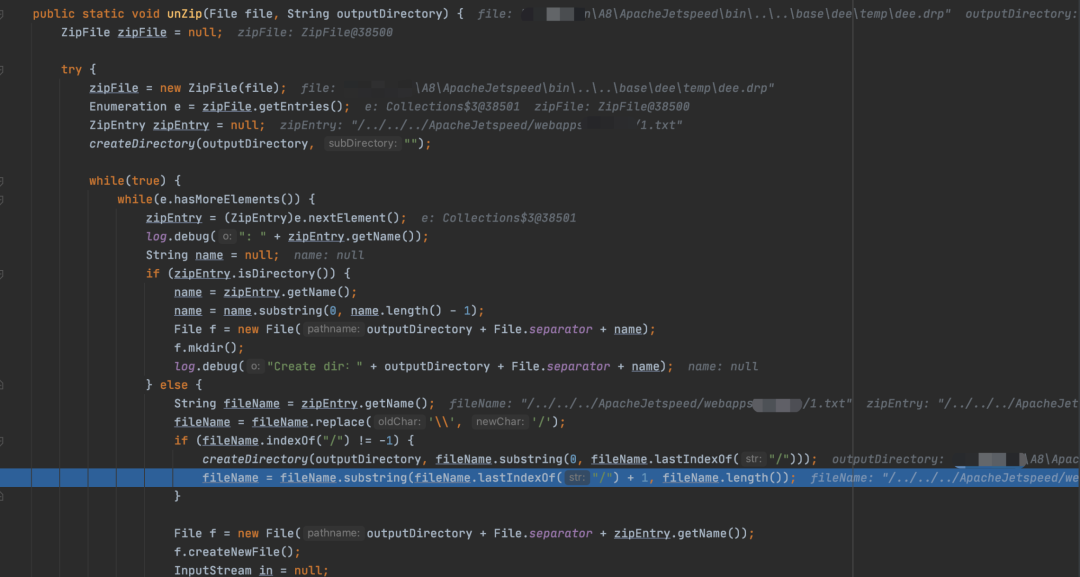 public static void unZip(File file, String outputDirectory) {  file: n\A8\ApacheJetspeed\bin\..\..\base\dee\temp\dee.drp"  outputDirectory:
ZipFile zipFile = null;  zipFile: ZipFile@38500
try {
zipFile = new ZipFile(file);  file: \A8\ApacheJetspeed\bin\..\..\base\dee\temp\dee.drp"
Enumeration e = zipFile.getEntries();  e: Collections$3@38501  zipFile: ZipFile@38500
ZipEntry zipEntry = null;  zipEntry: "/../../../ApacheJetspeed/webapps /1.txt"
createDirectory(outputDirectory, subDirectory: "");
while(true) {
while(e.hasMoreElements()) {
zipEntry = (ZipEntry)e.nextElement();  e: Collections$3@38501
log.debug( o: ": " + zipEntry.getName());
String name = null;  name: null
if (zipEntry.isDirectory()) {
name = zipEntry.getName();
name = name.substring(0, name.length() - 1);
File f = new File( pathname: outputDirectory + File.separator + name);
f.mkdir();
log.debug( o: "Create dir: " + outputDirectory + File.separator + name);  name: null
} else {
String fileName = zipEntry.getName();  fileName: "/../../../ApacheJetspeed/webapps /1.txt"  zipEntry: "/../../../ApacheJet
fileName = fileName.replace( oldChar: '\\', newChar: '/');
if (fileName.indexOf("/") != -1) {
createDirectory(outputDirectory, fileName.substring(0, fileName.lastIndexOf( str: "/")));  outputDirectory: \A8\Apac
fileName = fileName.substring(fileName.lastIndexOf( str: "/") + 1, fileName.length());  fileName: "/../../../ApacheJetspeed/we
}
File f = new File( pathname: outputDirectory + File.separator + zipEntry.getName());
f.createNewFile();
InputStream in = null;